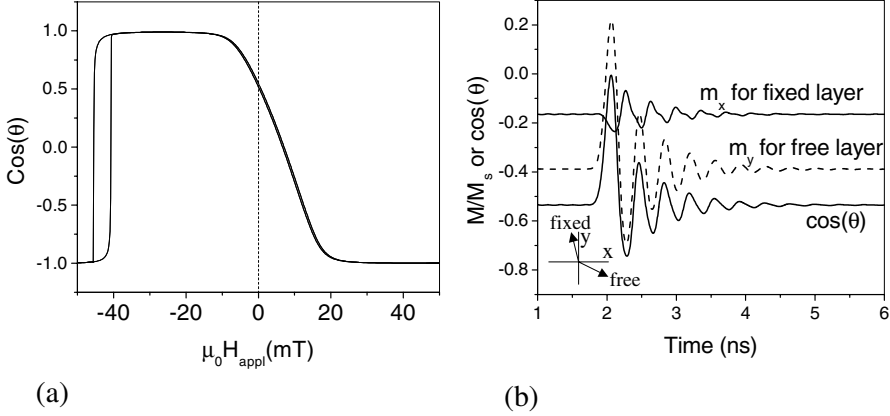 1.0
0.5
0.0
-0.5
-1.0
Cos(θ)
-40 -20 0 20 40
μ0Happl(mT)
(a)
0.2
0.0
-0.2
-0.4
-0.6
-0.8
M/Ms or cos(θ)
mx for fixed layer
my for free layer
cos(θ)
fixed
y
x
free
1 2 3 4 5 6
Time (ns)
(b)